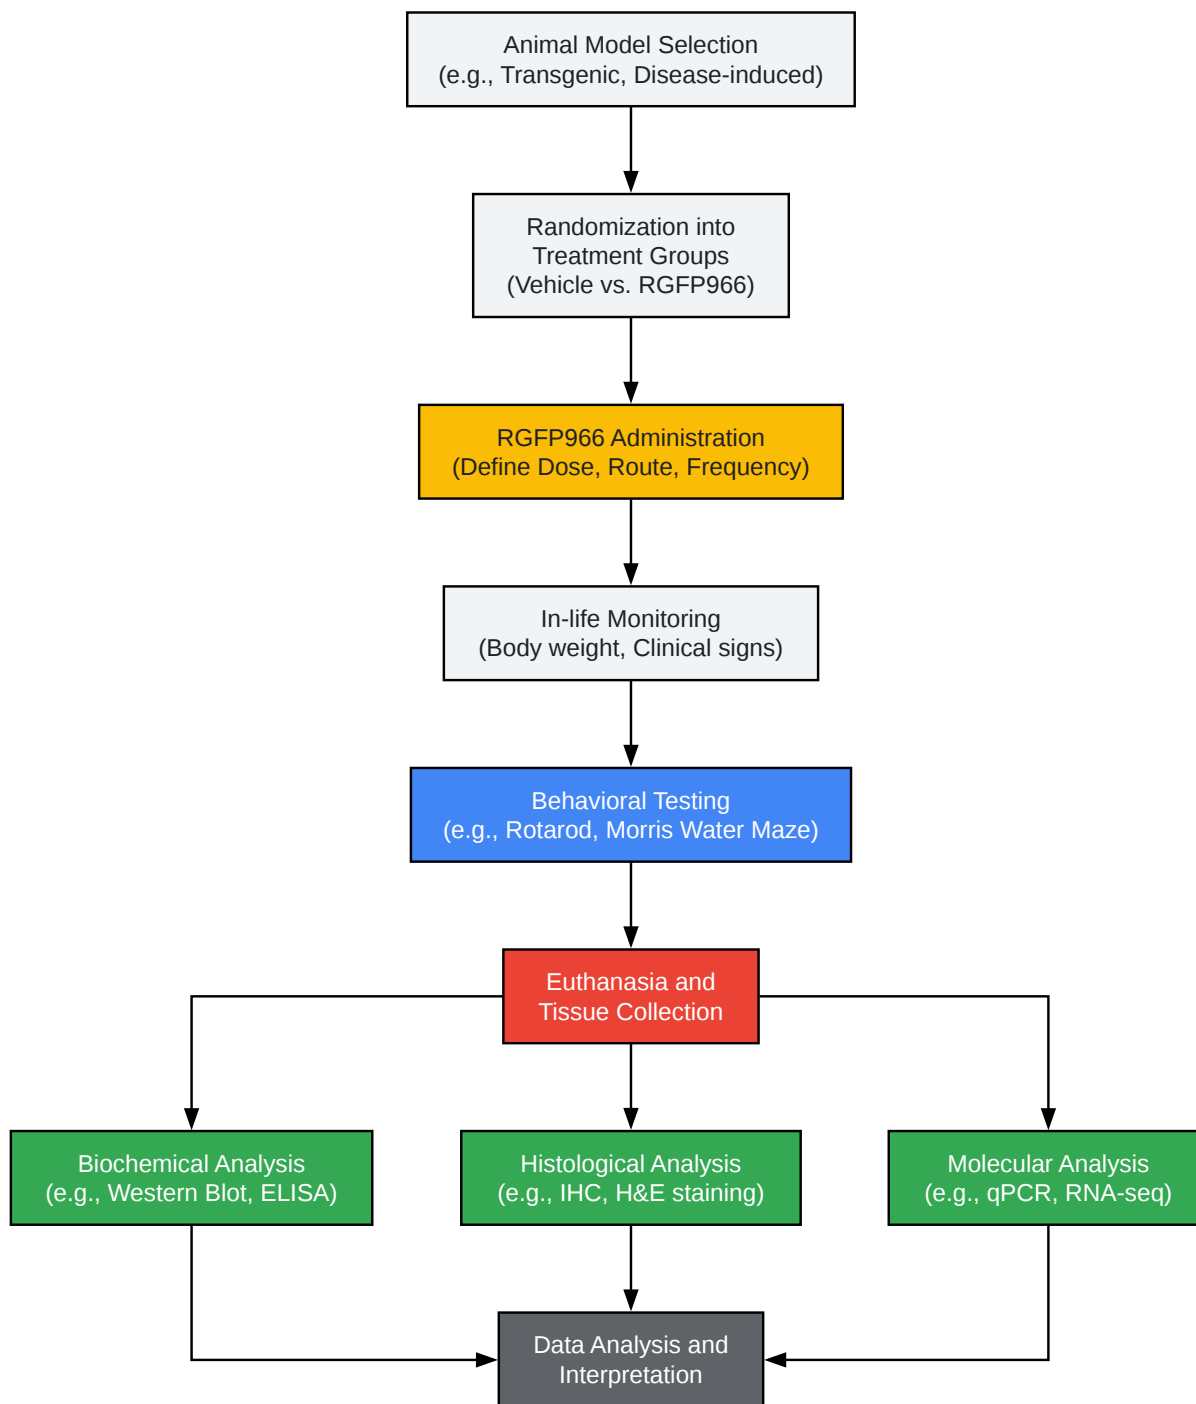 Animal Model Selection
(e.g., Transgenic, Disease-induced)
Randomization into
Treatment Groups
(Vehicle vs. RGFP966)
RGFP966 Administration
(Define Dose, Route, Frequency)
In-life Monitoring
(Body weight, Clinical signs)
Behavioral Testing
(e.g., Rotarod, Morris Water Maze)
Euthanasia and
Tissue Collection
Biochemical Analysis
(e.g., Western Blot, ELISA)
Histological Analysis
(e.g., IHC, H&E staining)
Molecular Analysis
(e.g., qPCR, RNA-seq)
Data Analysis and
Interpretation